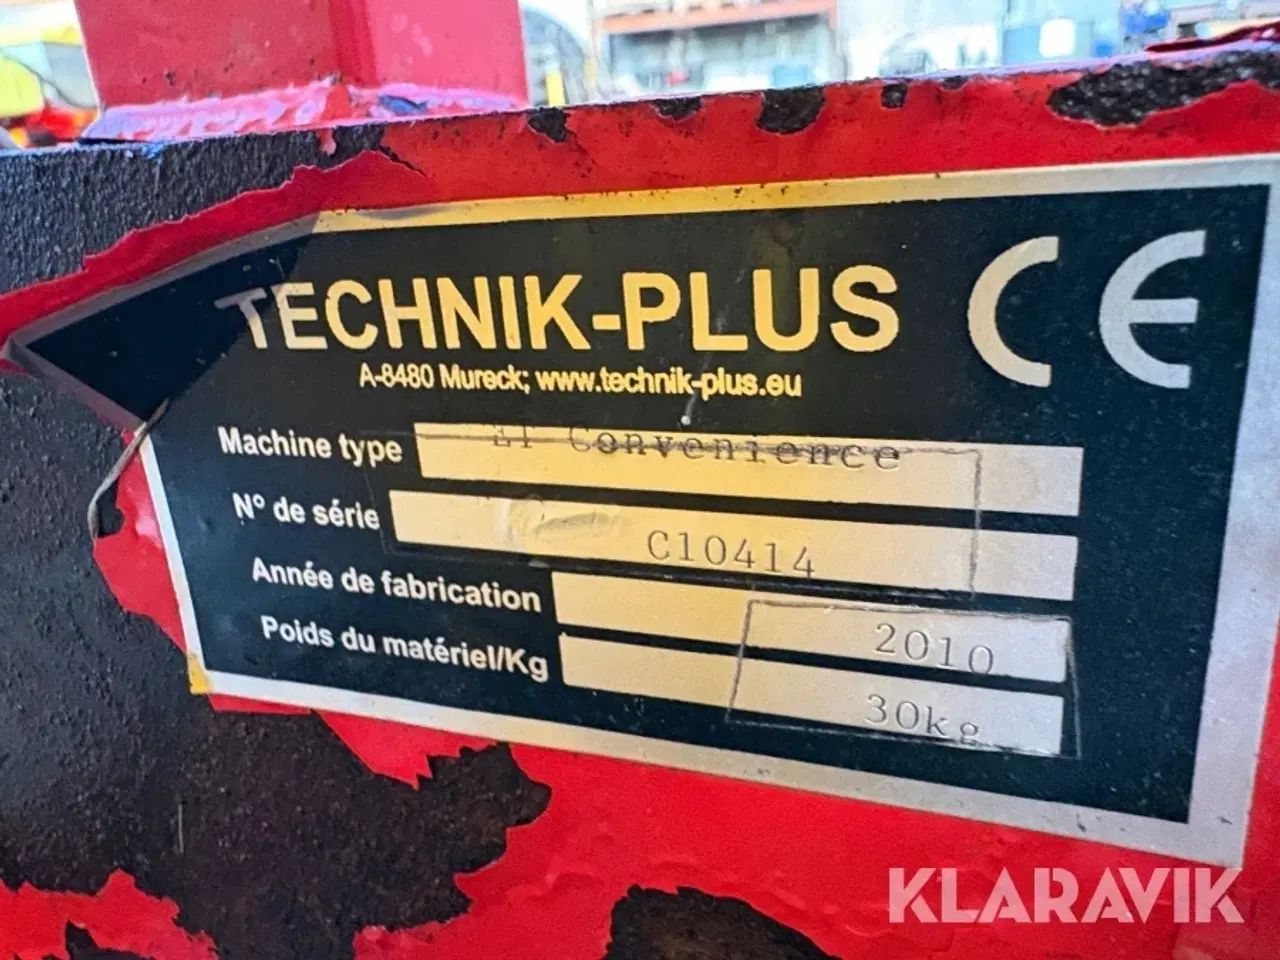 TECHNIK-PLUS CE
A-8480 Mureck; www.technik-plus.eu
Machine type ET Convenience
N° de série C10414
Année de fabrication 2010
Poids du matériel/Kg 30kg
KLARAVIK